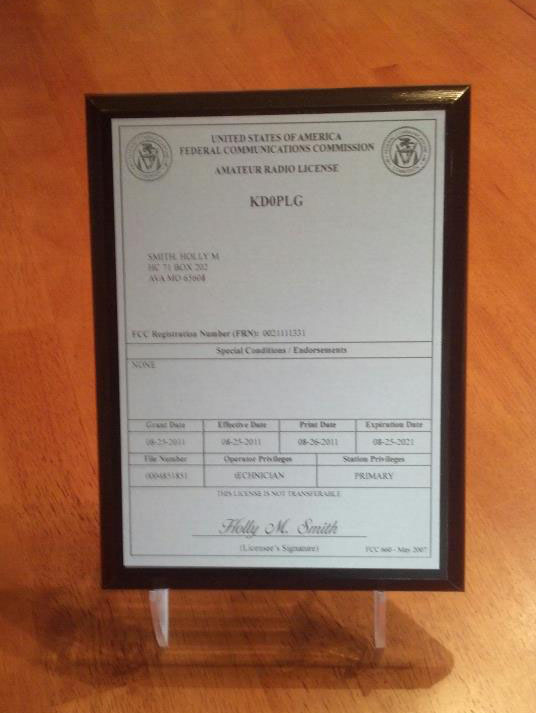 UNITED STATES OF AMERICA
FEDERAL COMMUNICATIONS COMMISSION
AMATEUR RADIO LICENSE
KD0PLG
SMITH, HOLLY M
HC 71 BOX 202
AVA MO 65608
FCC Registration Number (FRN): 0021111331
Special Conditions / Endorsements
NONE
Grant Date Effective Date Print Date Expiration Date
08-25-2011 08-25-2011 08-26-2011 08-25-2021
File Number Operator Privileges Station Privileges
0004851851 tECHNICIAN PRIMARY
THIS LICENSE IS NOT TRANSFERABLE
Holly M. Smith
(Licensee's Signature) FCC 660 - May 2007